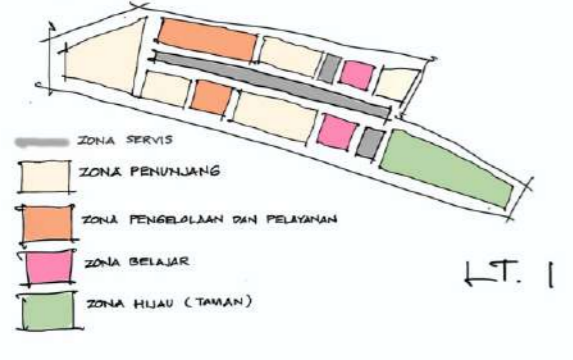 ZONA SERVIS
ZONA PENUNJANG
ZONA PENGELOLAAN DAN PELAYANAN
ZONA BELAJAR
ZONA HIJAU (TAMAN)
LT. 1